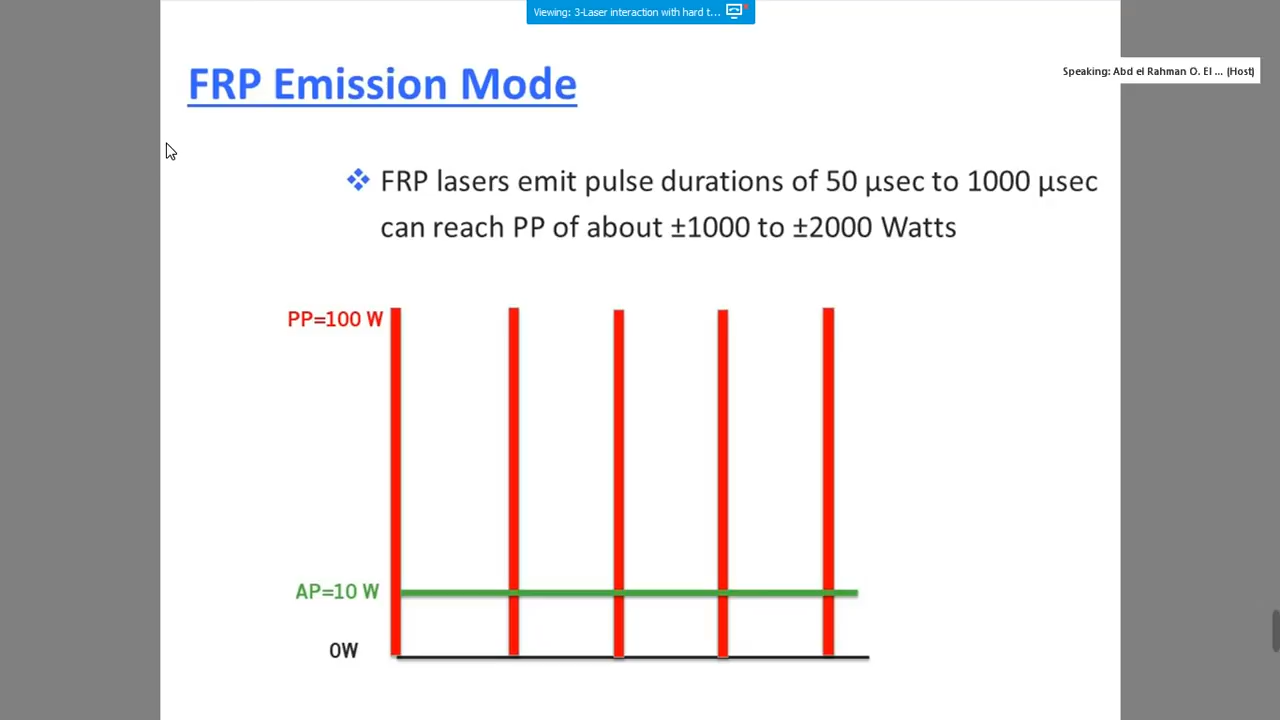 Viewing: 3-Laser interaction with hard t...
FRP Emission Mode
Speaking: Abd el Rahman O. El ... (Host)
❖ FRP lasers emit pulse durations of 50 μsec to 1000 μsec
can reach PP of about ±1000 to ±2000 Watts
PP=100 W
AP=10 W
0W